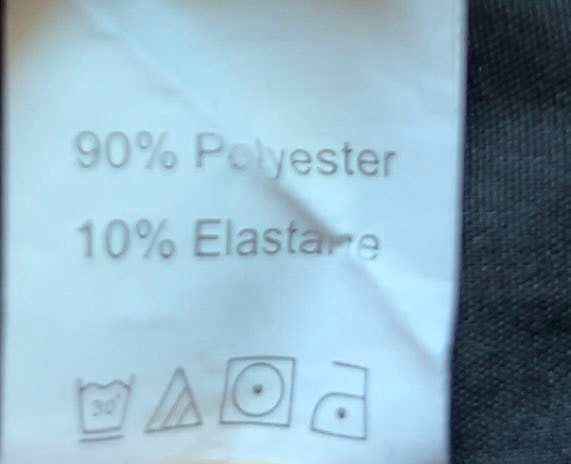 90% Polyester
10% Elastane
30°